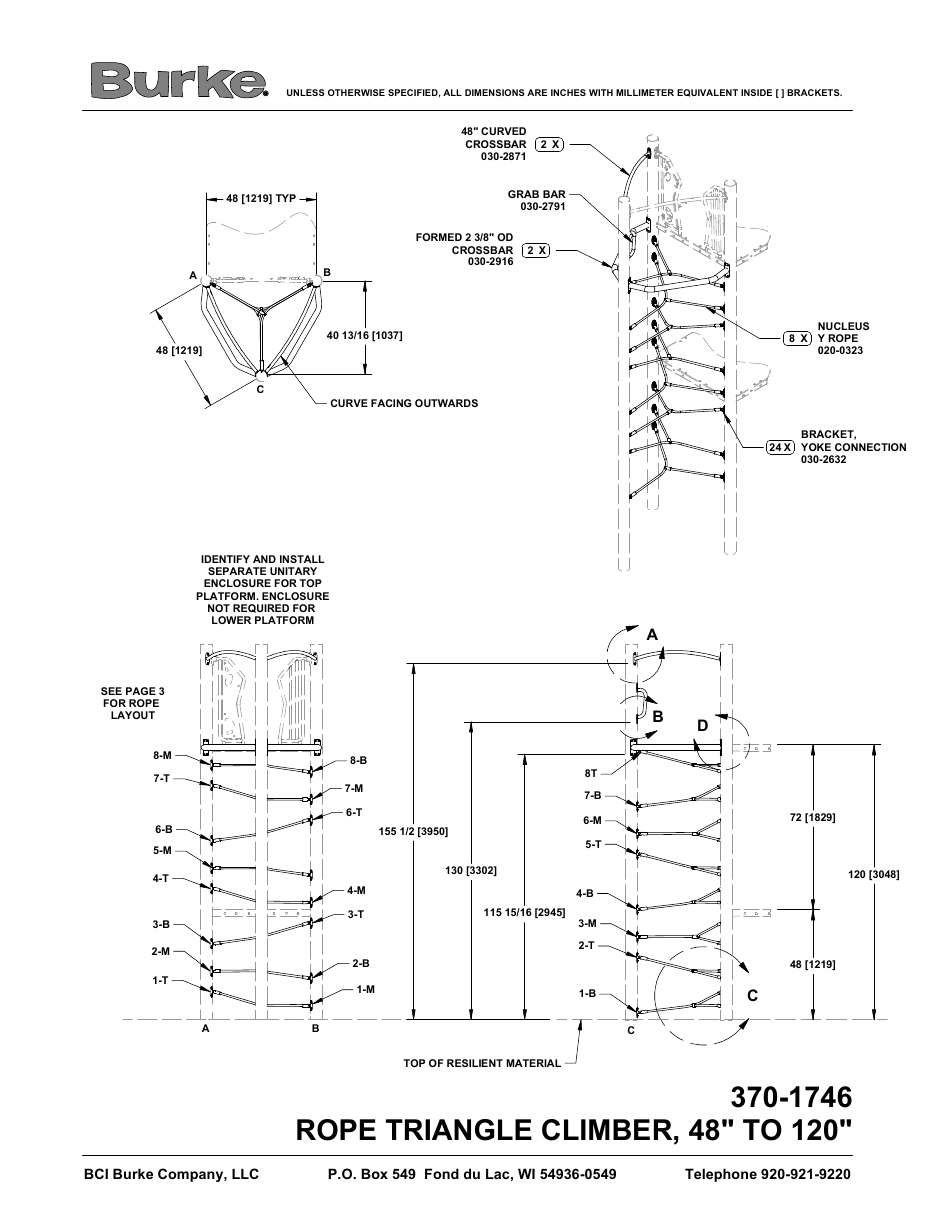 Burke
UNLESS OTHERWISE SPECIFIED, ALL DIMENSIONS ARE INCHES WITH MILLIMETER EQUIVALENT INSIDE [ ] BRACKETS.
48" CURVED
CROSSBAR
030-2871
2 X
GRAB BAR
030-2791
FORMED 2 3/8" OD
CROSSBAR
030-2916
2 X
8 X
NUCLEUS
Y ROPE
020-0323
24 X
BRACKET,
YOKE CONNECTION
030-2632
48 [1219] TYP
A
B
40 13/16 [1037]
48 [1219]
C
CURVE FACING OUTWARDS
IDENTIFY AND INSTALL
SEPARATE UNITARY
ENCLOSURE FOR TOP
PLATFORM. ENCLOSURE
NOT REQUIRED FOR
LOWER PLATFORM
SEE PAGE 3
FOR ROPE
LAYOUT
8-M
7-T
6-B
5-M
4-T
3-B
2-M
1-T
8-B
7-M
6-T
4-M
3-T
2-B
1-M
A
B
155 1/2 [3950]
130 [3302]
115 15/16 [2945]
A
B
D
8T
7-B
6-M
5-T
4-B
3-M
2-T
1-B
C
C
72 [1829]
120 [3048]
48 [1219]
TOP OF RESILIENT MATERIAL
370-1746
ROPE TRIANGLE CLIMBER, 48" TO 120"
BCI Burke Company, LLC
P.O. Box 549 Fond du Lac, WI 54936-0549
Telephone 920-921-9220